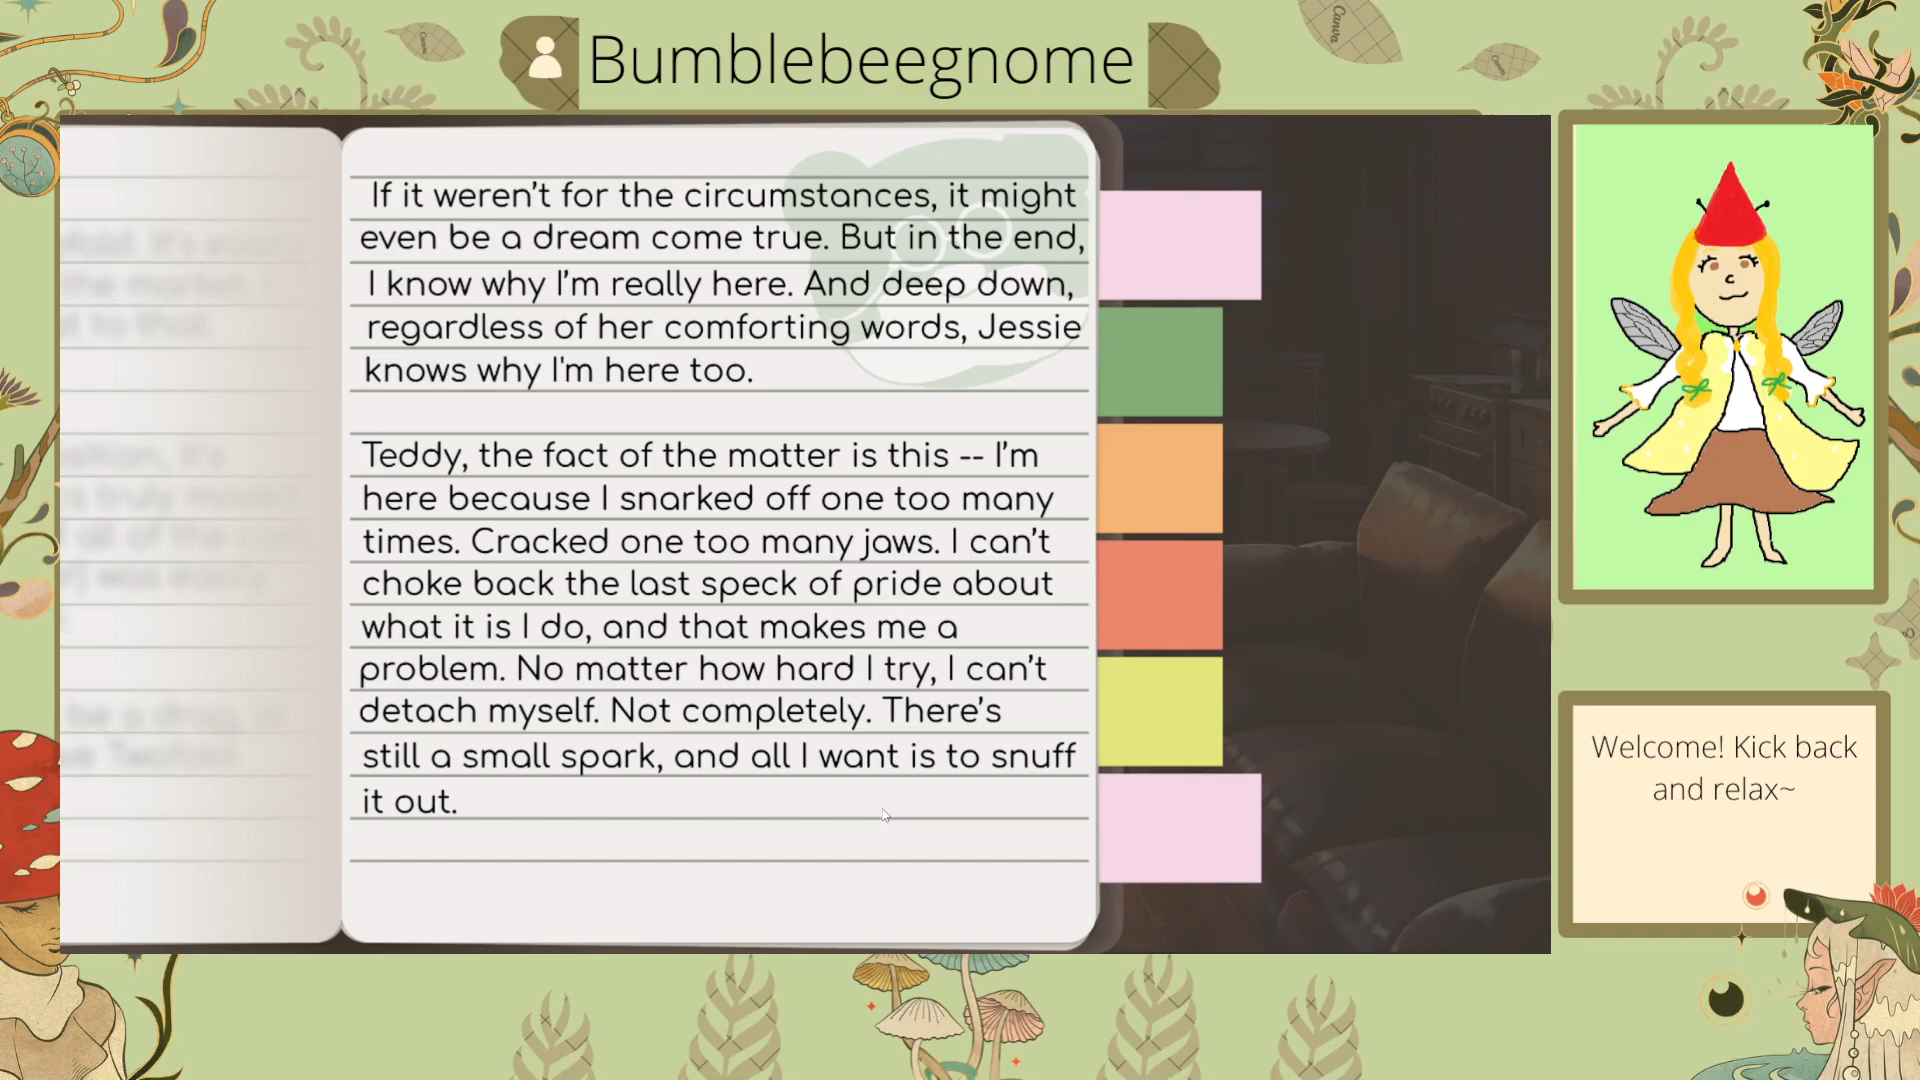 Bumblebeegnome
Canva
Canva
Canva
If it weren’t for the circumstances, it might
even be a dream come true. But in the end,
I know why I’m really here. And deep down,
regardless of her comforting words, Jessie
knows why I'm here too.
Teddy, the fact of the matter is this -- I’m
here because I snarked off one too many
times. Cracked one too many jaws. I can’t
choke back the last speck of pride about
what it is I do, and that makes me a
problem. No matter how hard I try, I can’t
detach myself. Not completely. There’s
still a small spark, and all I want is to snuff
it out.
Welcome! Kick back
and relax~